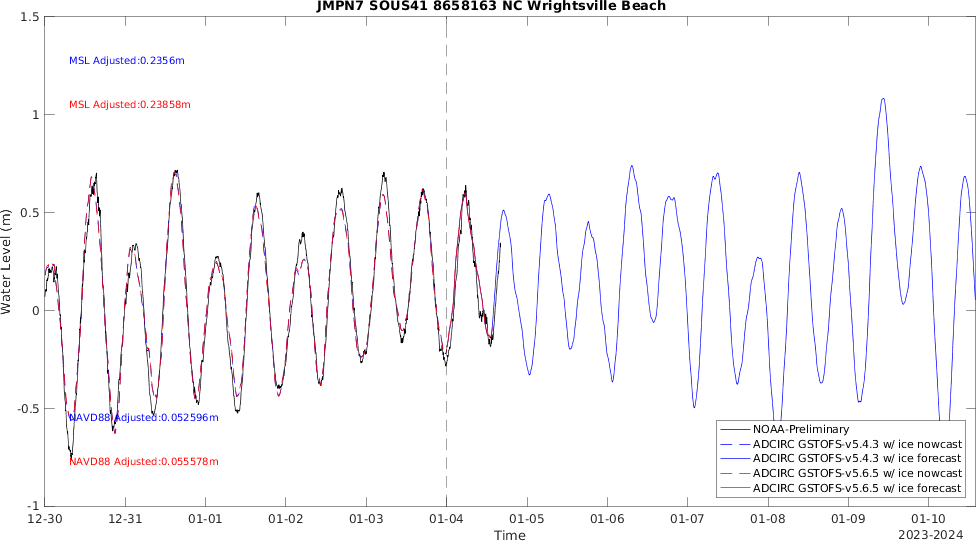 JMPN7 SOUS41 8658163 NC Wrightsville Beach
1.5
MSL Adjusted:0.2356m
MSL Adjusted:0.23858m
1
0.5
Water Level (m)
0
-0.5
NAVD88 Adjusted:0.052596m
NAVD88 Adjusted:0.055578m
-1
NOAA-Preliminary
ADCIRC GSTOFS-v5.4.3 w/ ice nowcast
ADCIRC GSTOFS-v5.4.3 w/ ice forecast
ADCIRC GSTOFS-v5.6.5 w/ ice nowcast
ADCIRC GSTOFS-v5.6.5 w/ ice forecast
12-30 12-31 01-01 01-02 01-03 01-04 01-05 01-06 01-07 01-08 01-09 01-10
Time
2023-2024